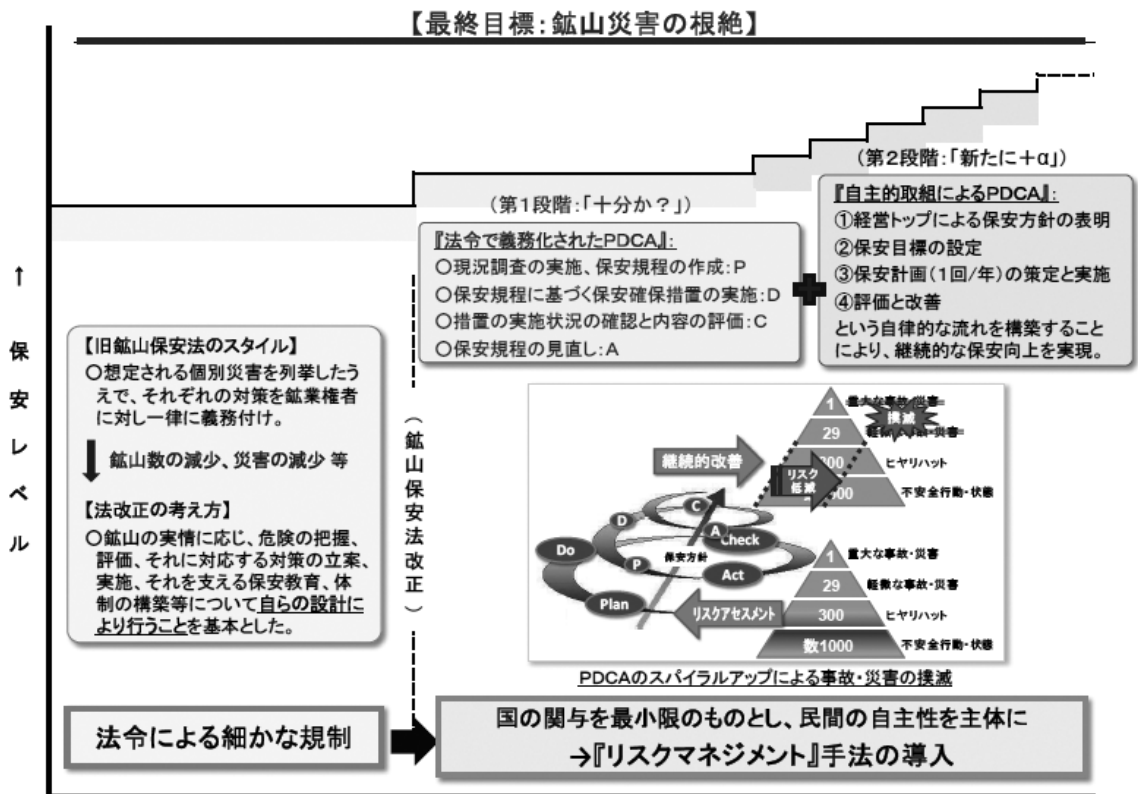 【最終目標：鉱山災害の根絶】
↑保安レベル
(第1段階：「十分か？」)
『法令で義務化されたPDCA』：
○現況調査の実施、保安規程の作成：P
○保安規程に基づく保安確保措置の実施：D
○措置の実施状況の確認と内容の評価：C
○保安規程の見直し：A
(第2段階：「新たに＋α」)
『自主的取組によるPDCA』：
①経営トップによる保安方針の表明
②保安目標の設定
③保安計画(1回/年)の策定と実施
④評価と改善
という自律的な流れを構築すること
により、継続的な保安向上を実現。
【旧鉱山保安法のスタイル】
○想定される個別災害を列挙したう
えで、それぞれの対策を鉱業権者
に対し一律に義務付け。
鉱山数の減少、災害の減少 等
【法改正の考え方】
○鉱山の実情に応じ、危険の把握、
評価、それに対応する対策の立案、
実施、それを支える保安教育、体
制の構築等について自らの設計に
より行うことを基本とした。
(鉱山保安法改正)
継続的改善
1
重大な事故・災害
撲滅
29
ヒヤリハット
リスク
低減
不安全行動・状態
C
D
A
P
保安方針
Do
Check
Act
Plan
リスクアセスメント
1
重大な事故・災害
29
軽微な事故・災害
300
ヒヤリハット
数1000
不安全行動・状態
PDCAのスパイラルアップによる事故・災害の撲滅
法令による細かな規制
国の関与を最小限のものとし、民間の自主性を主体に
→『リスクマネジメント』手法の導入